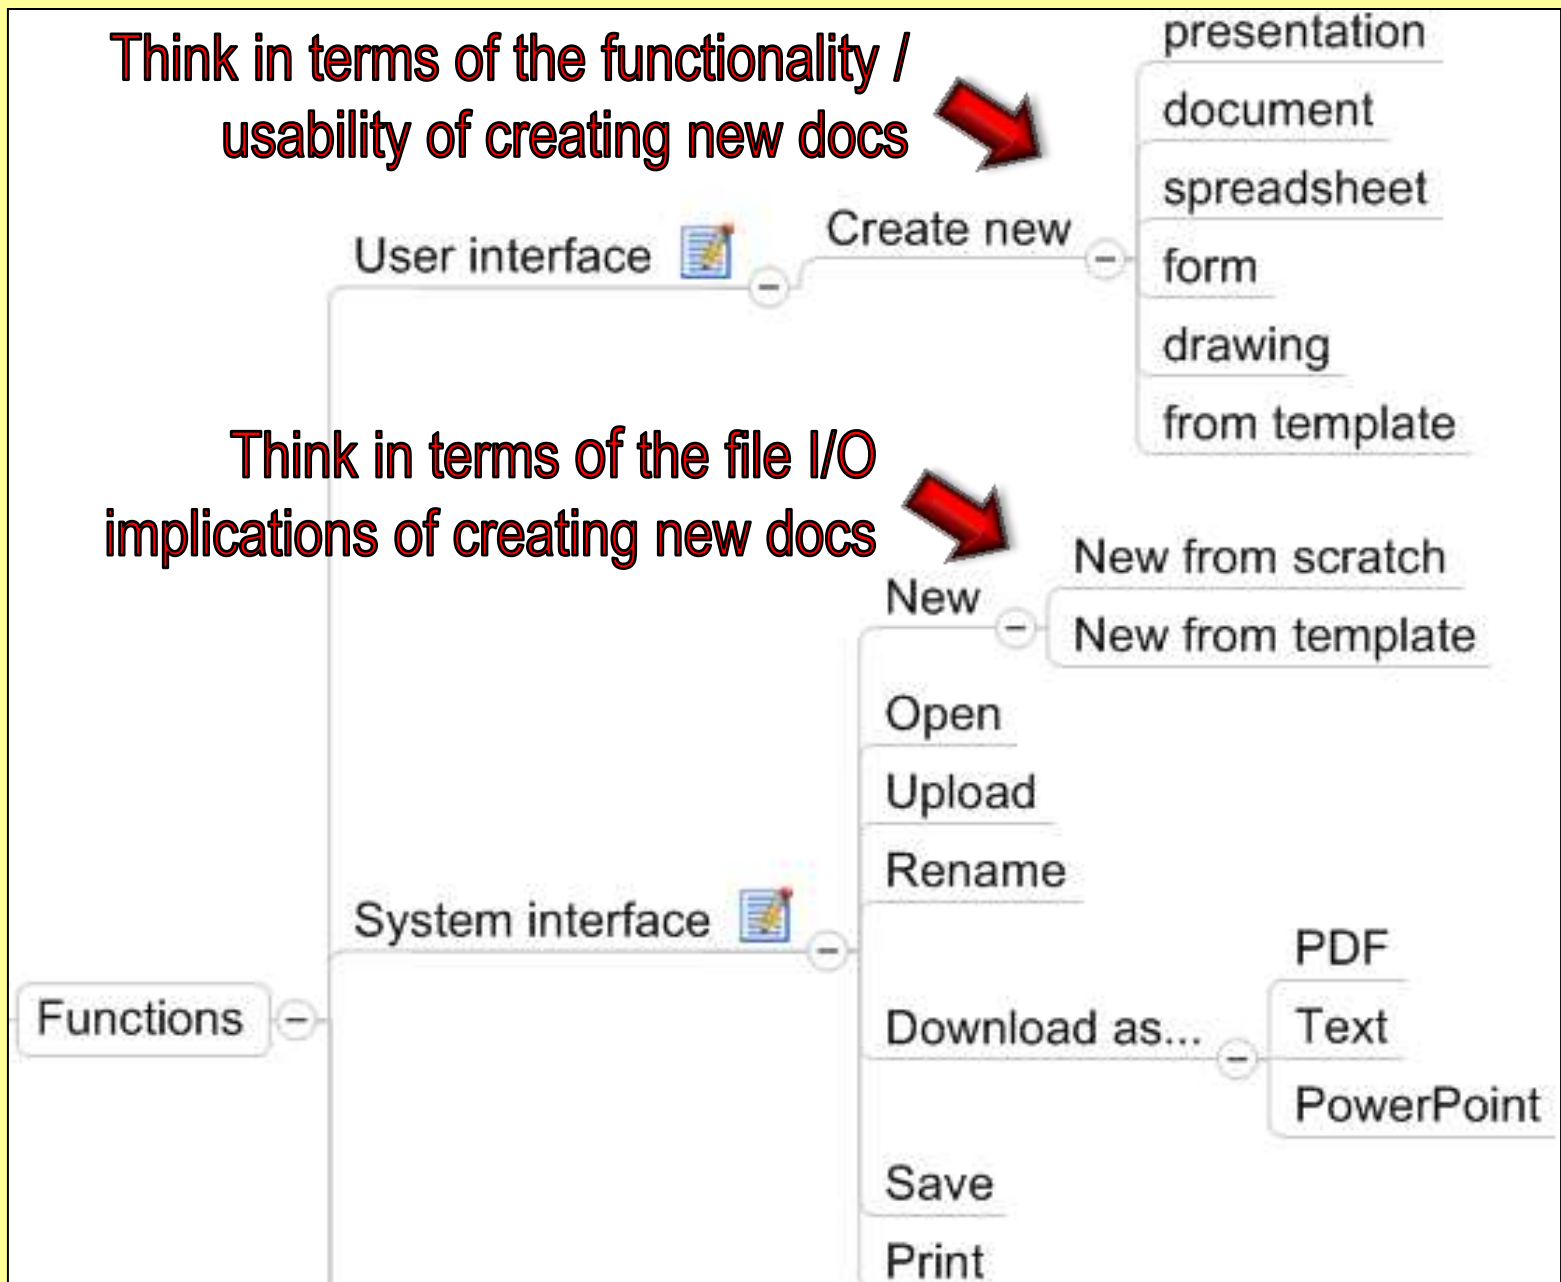 Think in terms of the functionality /
usability of creating new docs
presentation
document
spreadsheet
User interface
Create new
form
drawing
from template
Think in terms of the file I/O
implications of creating new docs
New
New from scratch
New from template
Open
Upload
Rename
System interface
Functions
Download as...
PDF
Text
PowerPoint
Save
Print